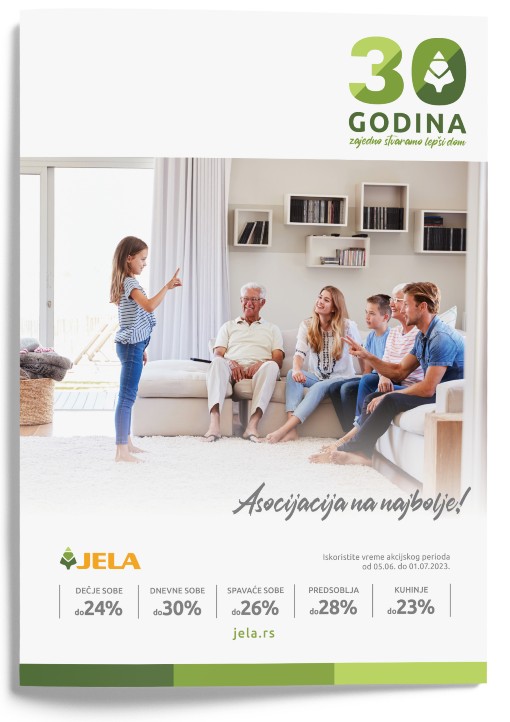 30
GODINA
zajedno stvaramo lepši dom
Asocijacija na najbolje!
JELA
Iskoristite vreme akcijskog perioda
od 05.06. do 01.07.2023.
DEČJE SOBE
do24%
DNEVNE SOBE
do30%
SPAVAĆE SOBE
do26%
PREDSOBLJA
do28%
KUHINJE
do23%
jela.rs